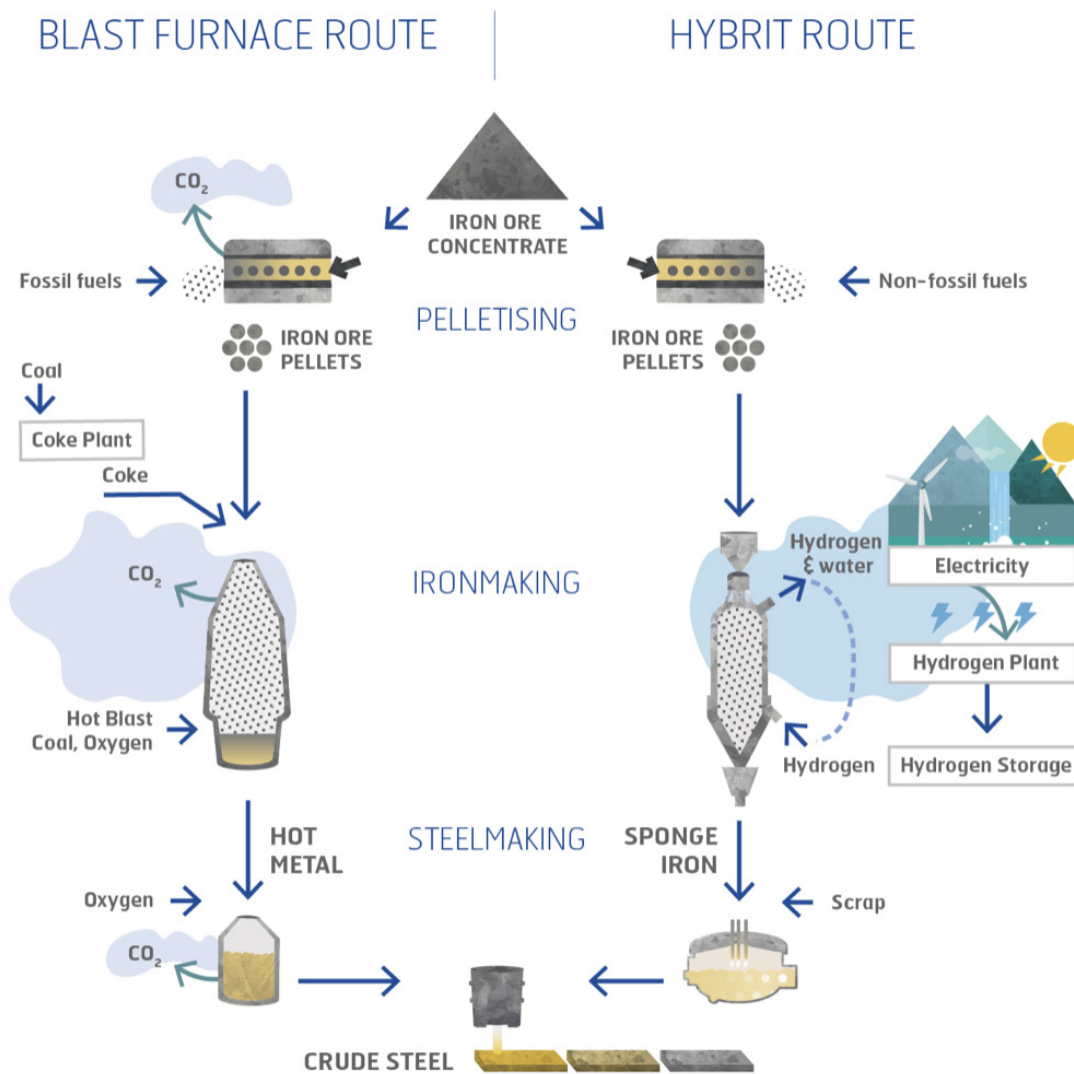 BLAST FURNACE ROUTE
HYBRIT ROUTE
CO₂
IRON ORE
CONCENTRATE
Fossil fuels
Non-fossil fuels
PELLETISING
IRON ORE
PELLETS
IRON ORE
PELLETS
Coal
Coke Plant
Coke
CO₂
IRONMAKING
Hydrogen
& water
Electricity
Hydrogen Plant
Hot Blast
Coal, Oxygen
Hydrogen
Hydrogen Storage
HOT
METAL
STEELMAKING
SPONGE
IRON
Oxygen
Scrap
CO₂
CRUDE STEEL